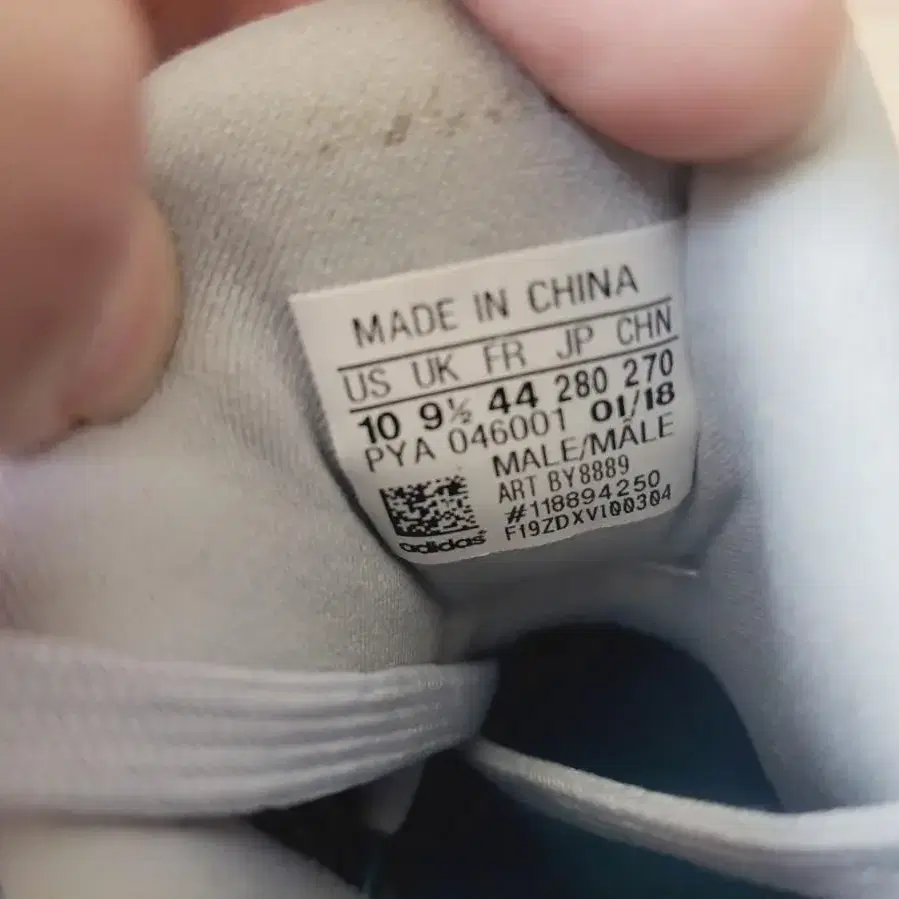 MADE IN CHINA
US UK FR JP CHN
10 9½ 44 280 270
PYA 046001 01/18
MALE/MÂLE
ART BY8889
#118894250
F19ZDXVI00304
adidas